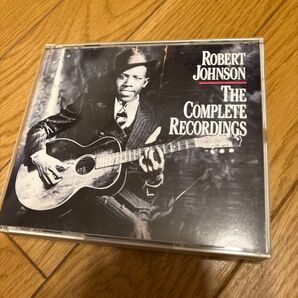 ROBERT
JOHNSON
THE
COMPLETE
RECORDINGS